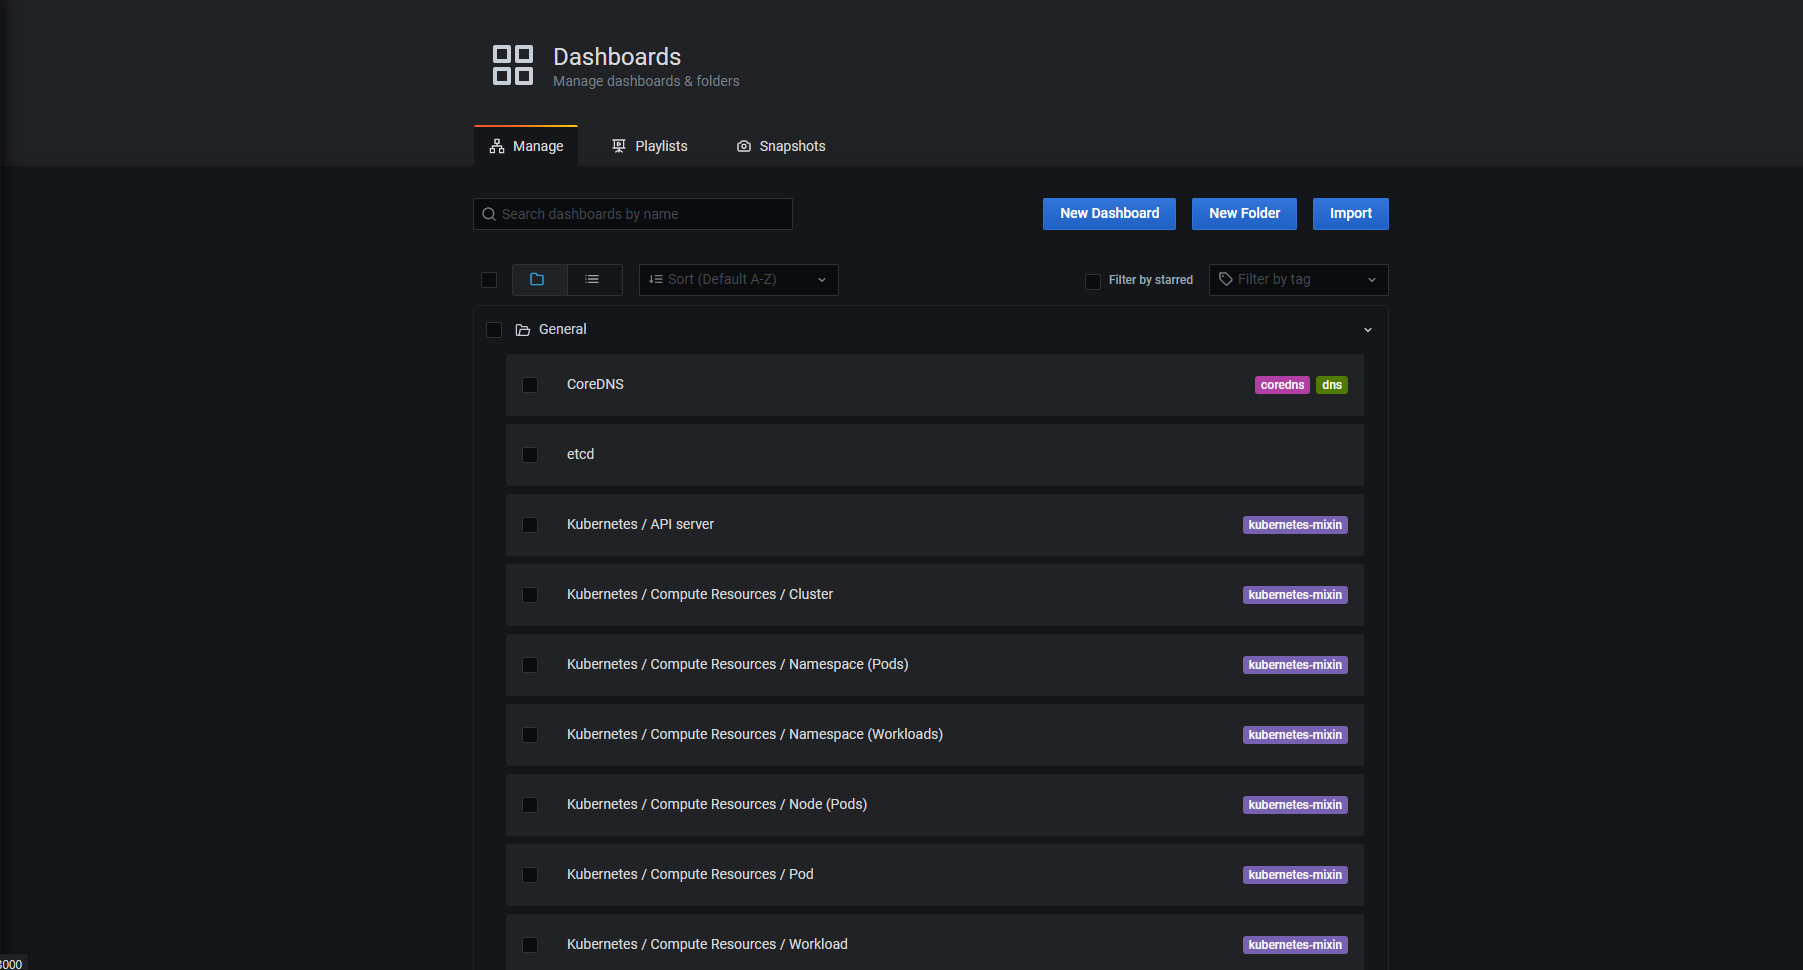 Dashboards
Manage dashboards & folders
Manage
Playlists
Snapshots
Search dashboards by name
New Dashboard
New Folder
Import
Sort (Default A-Z)
Filter by starred
Filter by tag
General
CoreDNS
coredns
dns
etcd
Kubernetes / API server
kubernetes-mixin
Kubernetes / Compute Resources / Cluster
kubernetes-mixin
Kubernetes / Compute Resources / Namespace (Pods)
kubernetes-mixin
Kubernetes / Compute Resources / Namespace (Workloads)
kubernetes-mixin
Kubernetes / Compute Resources / Node (Pods)
kubernetes-mixin
Kubernetes / Compute Resources / Pod
kubernetes-mixin
Kubernetes / Compute Resources / Workload
kubernetes-mixin